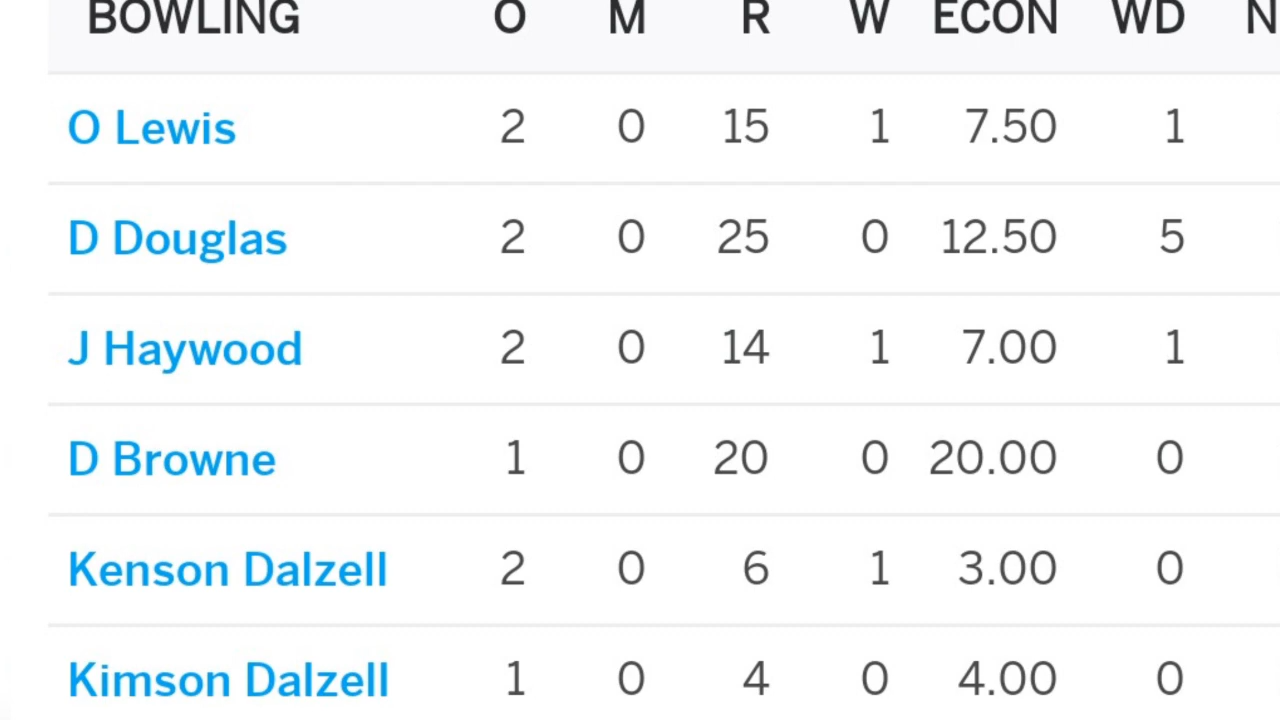 BOWLING O M R W ECON WD N
O Lewis 2 0 15 1 7.50 1
D Douglas 2 0 25 0 12.50 5
J Haywood 2 0 14 1 7.00 1
D Browne 1 0 20 0 20.00 0
Kenson Dalzell 2 0 6 1 3.00 0
Kimson Dalzell 1 0 4 0 4.00 0